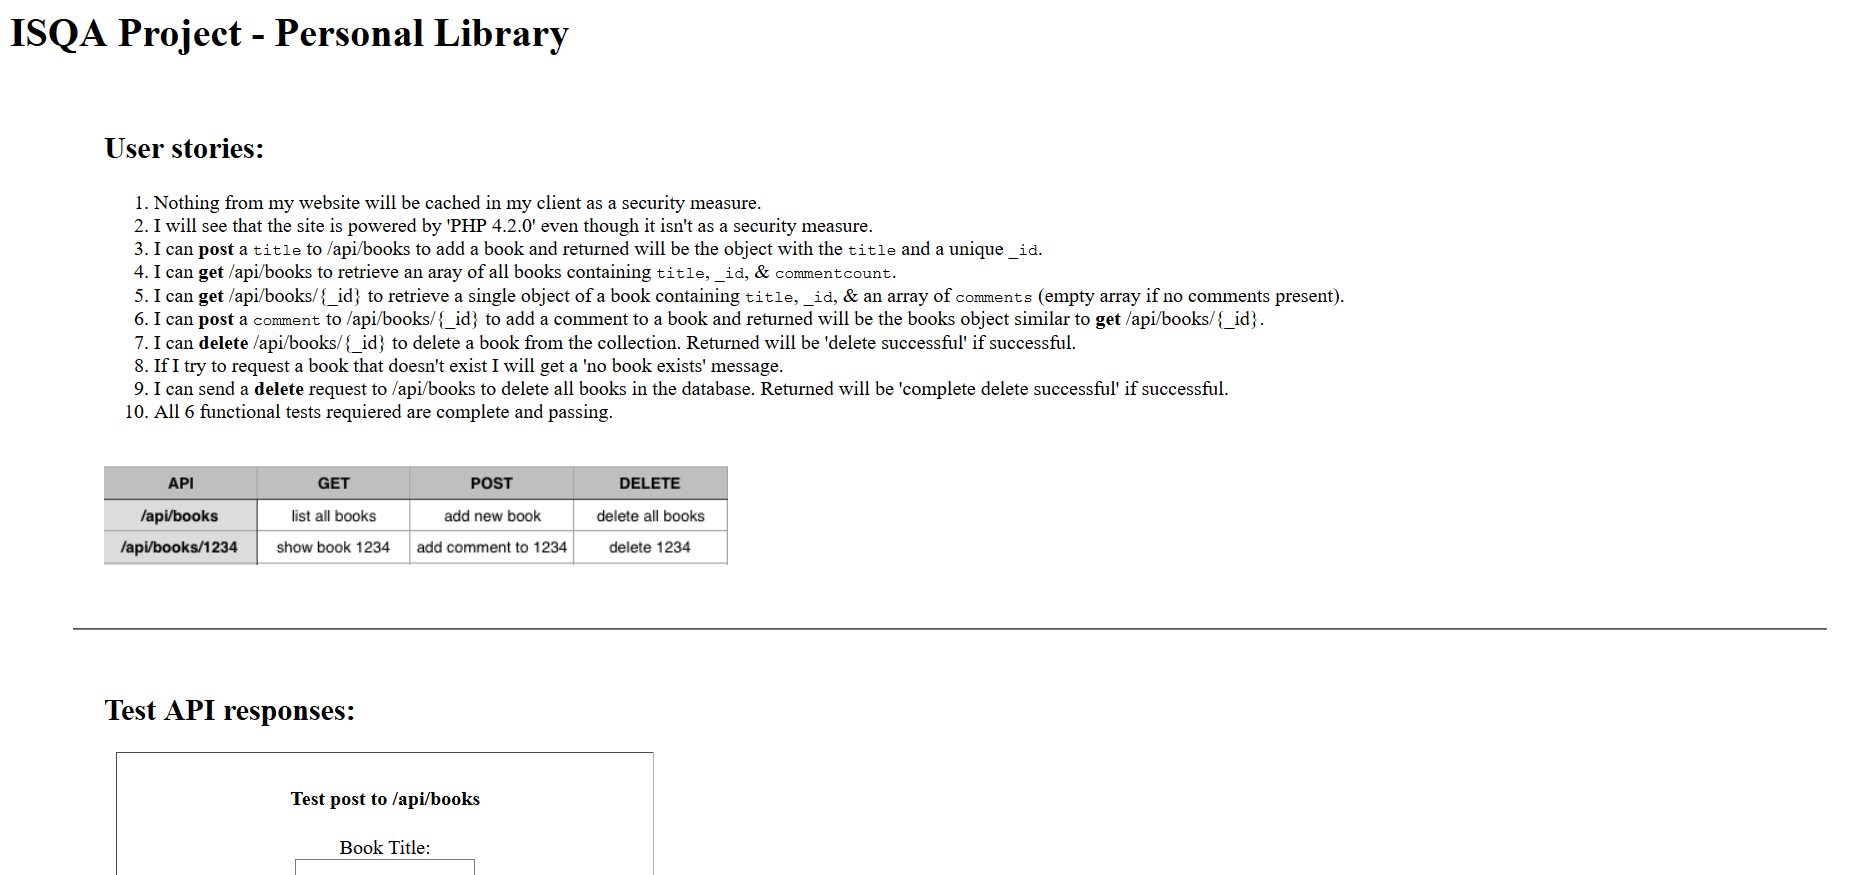 ISQA Project - Personal Library
User stories:
1. Nothing from my website will be cached in my client as a security measure.
2. I will see that the site is powered by 'PHP 4.2.0' even though it isn't as a security measure.
3. I can post a title to /api/books to add a book and returned will be the object with the title and a unique _id.
4. I can get /api/books to retrieve an aray of all books containing title, _id, & commentcount.
5. I can get /api/books/{_id} to retrieve a single object of a book containing title, _id, & an array of comments (empty array if no comments present).
6. I can post a comment to /api/books/{_id} to add a comment to a book and returned will be the books object similar to get /api/books/{_id}.
7. I can delete /api/books/{_id} to delete a book from the collection. Returned will be 'delete successful' if successful.
8. If I try to request a book that doesn't exist I will get a 'no book exists' message.
9. I can send a delete request to /api/books to delete all books in the database. Returned will be 'complete delete successful' if successful.
10. All 6 functional tests requiered are complete and passing.
API GET POST DELETE
/api/books list all books add new book delete all books
/api/books/1234 show book 1234 add comment to 1234 delete 1234
Test API responses:
Test post to /api/books
Book Title: